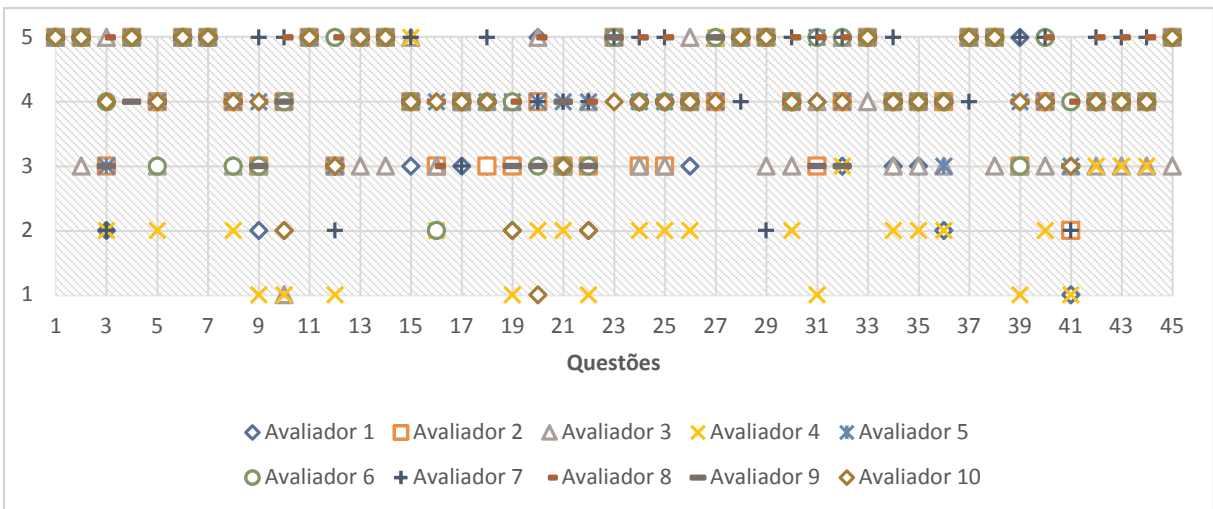 5
4
3
2
1
1 3 5 7 9 11 13 15 17 19 21 23 25 27 29 31 33 35 37 39 41 43 45
Questões
Avaliador 1 Avaliador 2 Avaliador 3 Avaliador 4 Avaliador 5
Avaliador 6 Avaliador 7 Avaliador 8 Avaliador 9 Avaliador 10